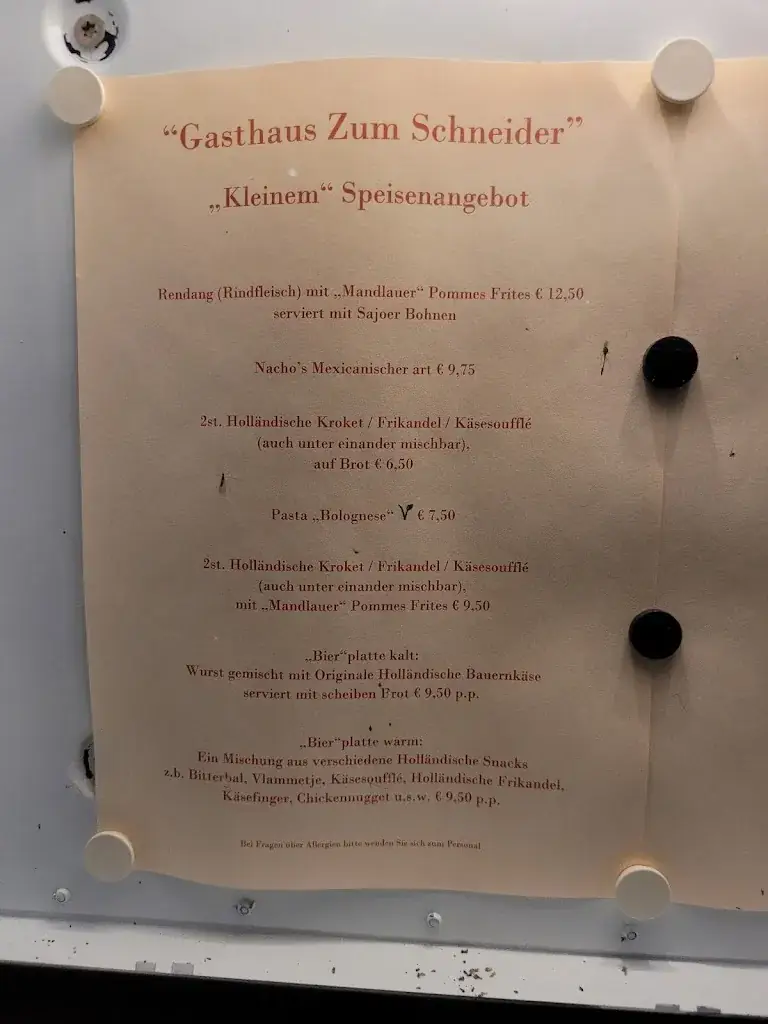 “Gasthaus Zum Schneider”
„Kleinem“ Speisenangebot
Rendang (Rindfleisch) mit „Mandlauer“ Pommes Frites € 12,50
serviert mit Sajoer Bohnen
Nacho's Mexicanischer art € 9,75
2st. Holländische Kroket / Frikandel / Käsesoufflé
(auch unter einander mischbar),
auf Brot € 6,50
Pasta „Bolognese“ V € 7,50
2st. Holländische Kroket / Frikandel / Käsesoufflé
(auch unter einander mischbar),
mit „Mandlauer“ Pommes Frites € 9,50
„Bier“platte kalt:
Wurst gemischt mit Originale Holländische Bauernkäse
serviert mit scheiben Brot € 9,50 p.p.
„Bier“platte warm:
Ein Mischung aus verschiedene Holländische Snacks
z.b. Bitterbal, Vlammetje, Käsesoufflé, Holländische Frikandel,
Käsefinger, Chickennugget u.s.w. € 9,50 p.p.
Bei Fragen über Allergien bitte wenden Sie sich zum Personal